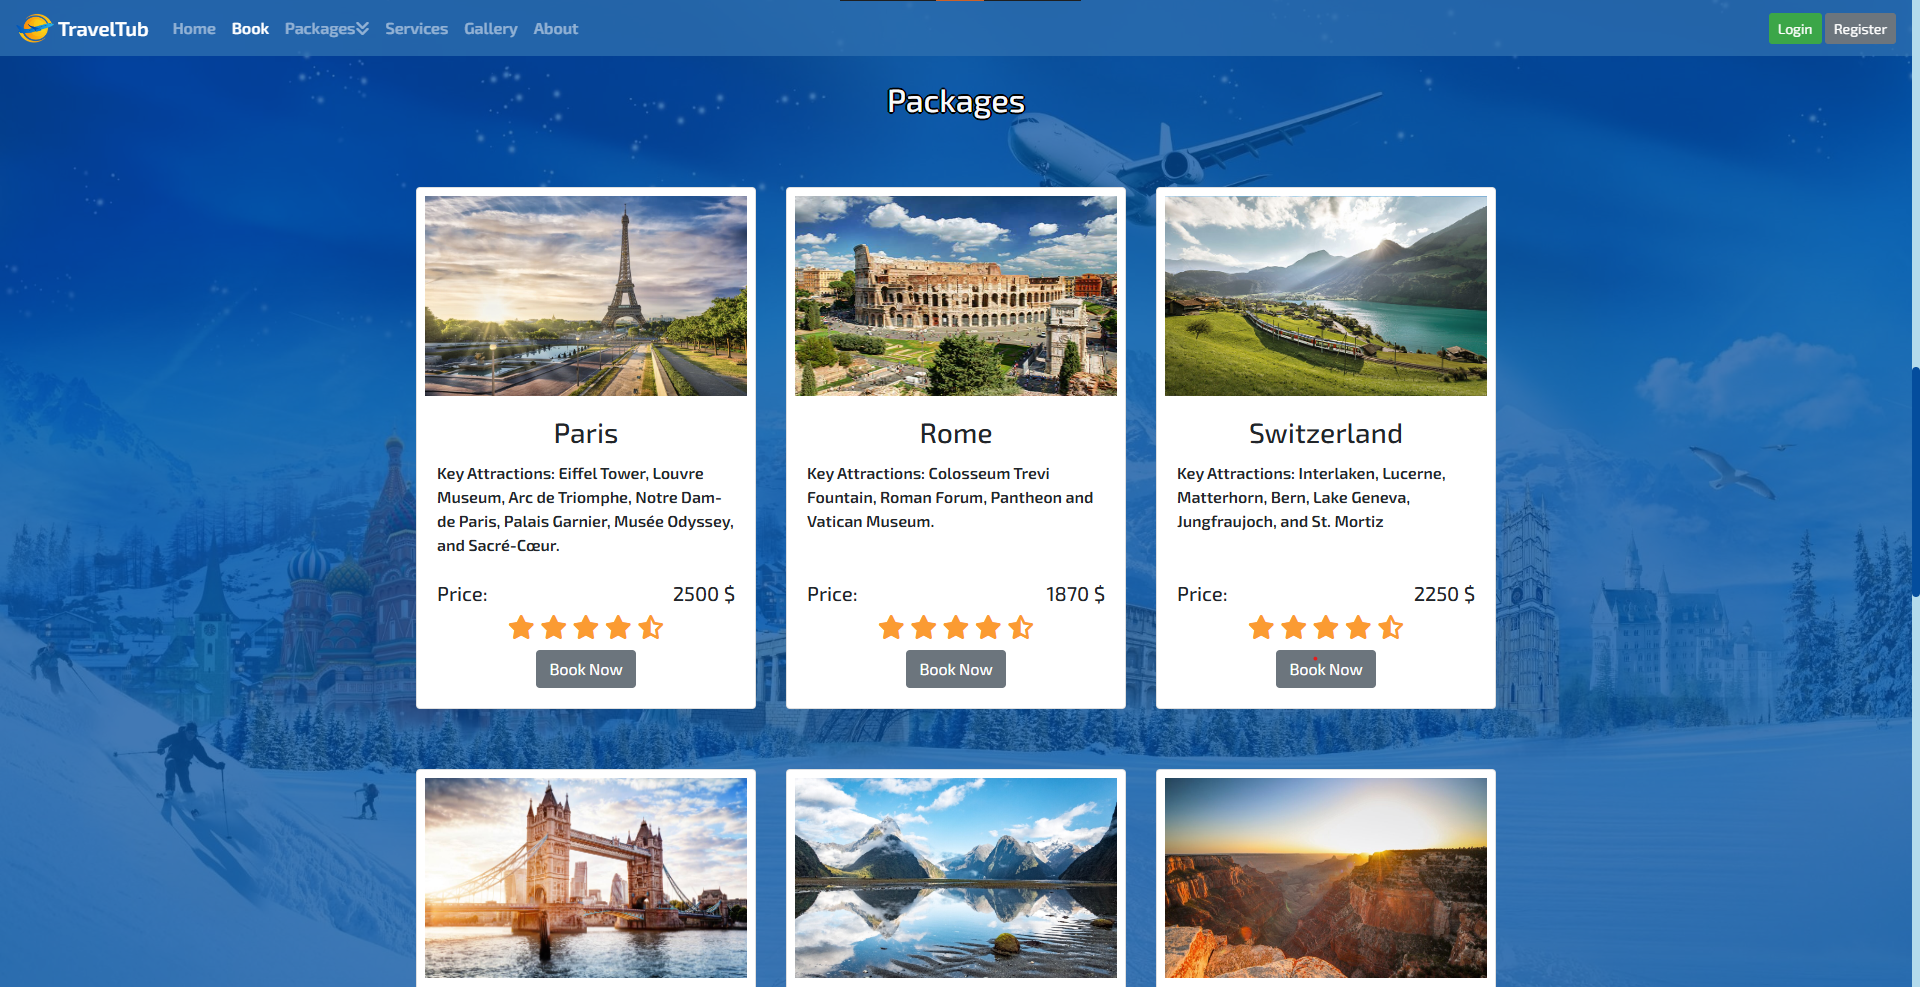 TravelTub Home Book Packages Services Gallery About Login Register
Packages
Paris
Key Attractions: Eiffel Tower, Louvre
Museum, Arc de Triomphe, Notre Dam-
de Paris, Palais Garnier, Musée Odyssey,
and Sacré-Cœur.
Price: 2500 $
Book Now
Rome
Key Attractions: Colosseum Trevi
Fountain, Roman Forum, Pantheon and
Vatican Museum.
Price: 1870 $
Book Now
Switzerland
Key Attractions: Interlaken, Lucerne,
Matterhorn, Bern, Lake Geneva,
Jungfraujoch, and St. Mortiz
Price: 2250 $
Book Now